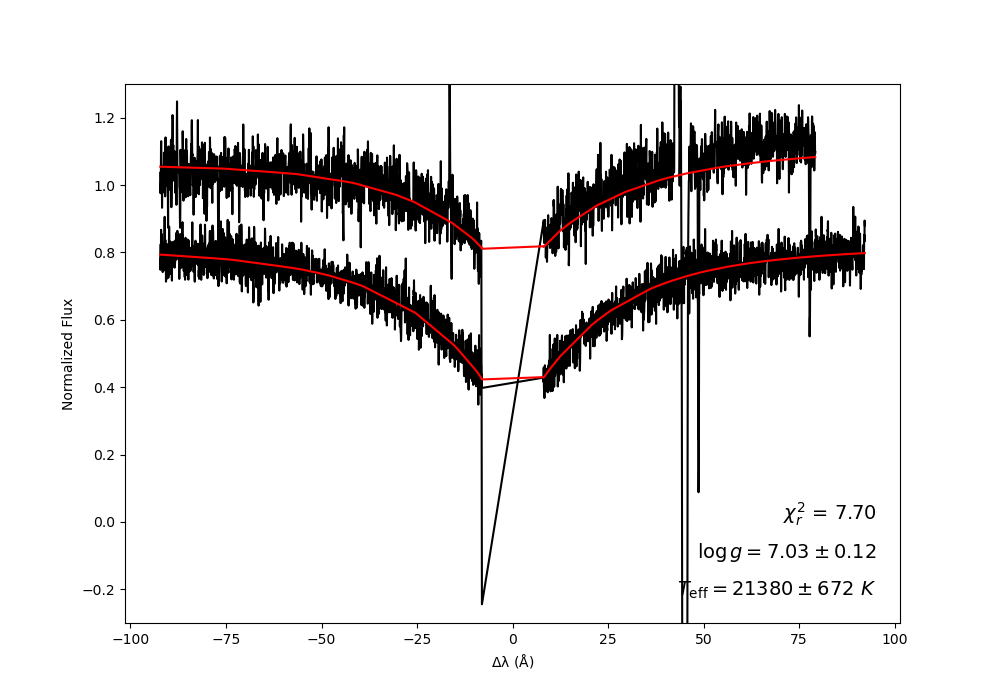 1.2
1.0
0.8
0.6
0.4
0.2
0.0
−0.2
Normalized Flux
χ²ᵣ = 7.70
log g = 7.03 ± 0.12
T_eff = 21380 ± 672 K
−100 −75 −50 −25 0 25 50 75 100
Δλ (Å)